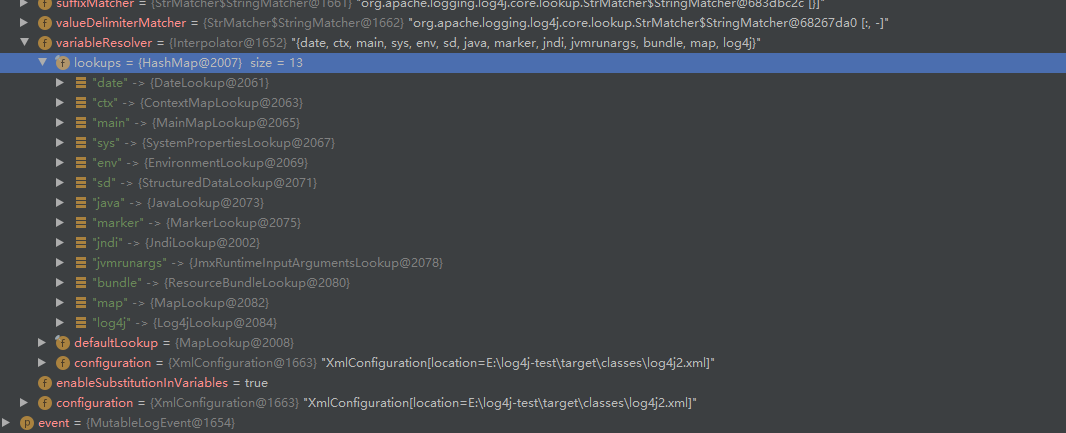 suffixMatcher = {StrMatcher$StringMatcher@1661} "org.apache.logging.log4j.core.lookup.StrMatcher$StringMatcher@683dbc2c [}]"
valueDelimiterMatcher = {StrMatcher$StringMatcher@1662} "org.apache.logging.log4j.core.lookup.StrMatcher$StringMatcher@68267da0 [:, -]"
f variableResolver = {Interpolator@1652} "{date, ctx, main, sys, env, sd, java, marker, jndi, jvmrunargs, bundle, map, log4j}"
f lookups = {HashMap@2007} size = 13
"date" -> {DateLookup@2061}
"ctx" -> {ContextMapLookup@2063}
"main" -> {MainMapLookup@2065}
"sys" -> {SystemPropertiesLookup@2067}
"env" -> {EnvironmentLookup@2069}
"sd" -> {StructuredDataLookup@2071}
"java" -> {JavaLookup@2073}
"marker" -> {MarkerLookup@2075}
"jndi" -> {JndiLookup@2002}
"jvmrunargs" -> {JmxRuntimeInputArgumentsLookup@2078}
"bundle" -> {ResourceBundleLookup@2080}
"map" -> {MapLookup@2082}
"log4j" -> {Log4jLookup@2084}
f defaultLookup = {MapLookup@2008}
f configuration = {XmlConfiguration@1663} "XmlConfiguration[location=E:\log4j-test\target\classes\log4j2.xml]"
f enableSubstitutionInVariables = true
f configuration = {XmlConfiguration@1663} "XmlConfiguration[location=E:\log4j-test\target\classes\log4j2.xml]"
p event = {MutableLogEvent@1654}